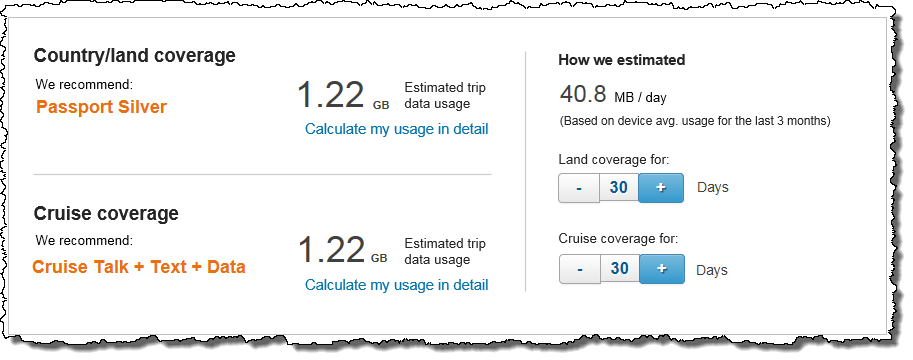 Country/land coverage
We recommend:
Passport Silver
1.22 GB
Estimated trip
data usage
Calculate my usage in detail
Cruise coverage
We recommend:
Cruise Talk + Text + Data
1.22 GB
Estimated trip
data usage
Calculate my usage in detail
How we estimated
40.8 MB / day
(Based on device avg. usage for the last 3 months)
Land coverage for:
- 30 + Days
Cruise coverage for:
- 30 + Days